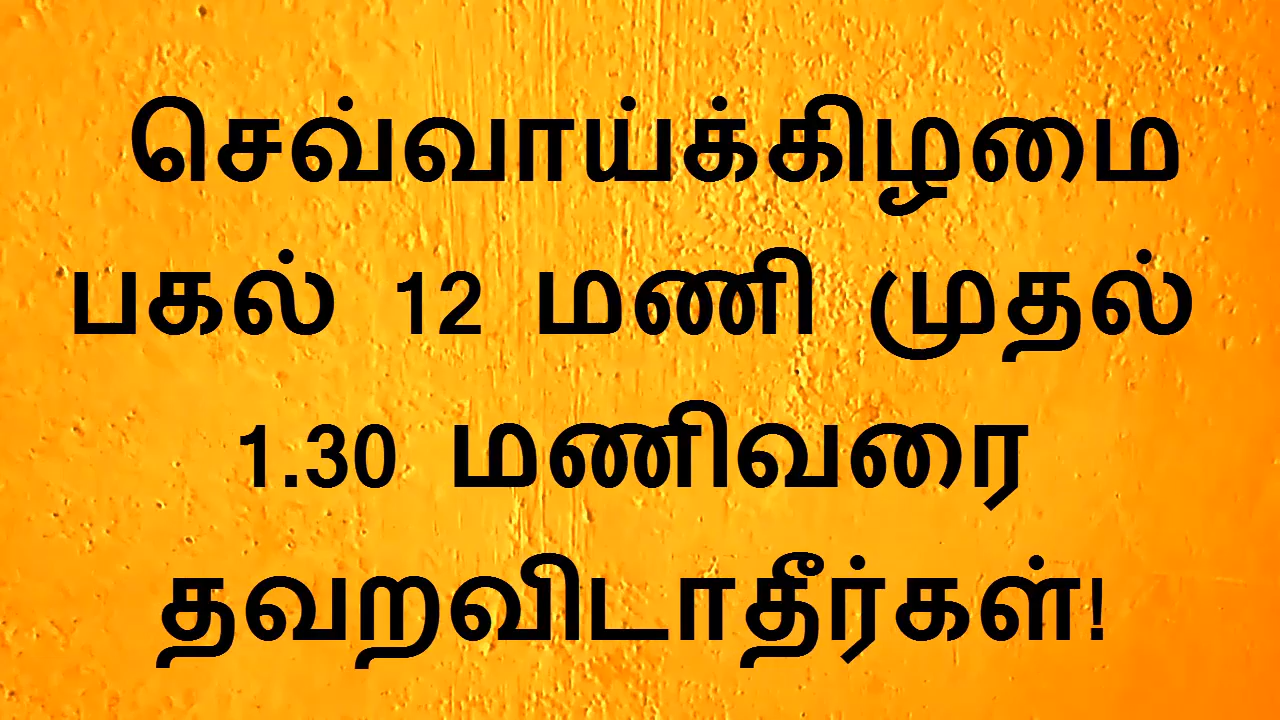 செவ்வாய்க்கிழமை
பகல் 12 மணி முதல்
1.30 மணிவரை
தவறவிடாதீர்கள்!